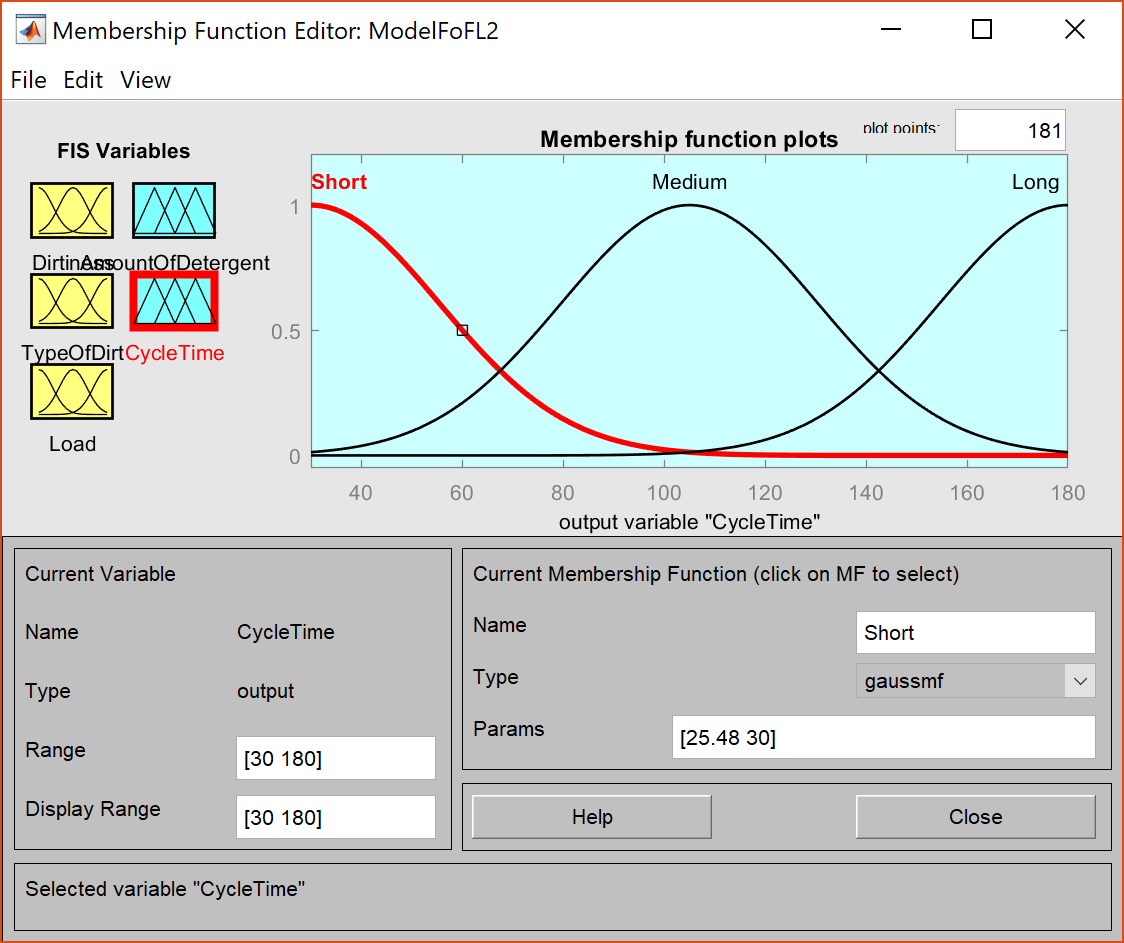 Membership Function Editor: ModelFoFL2
File Edit View
FIS Variables
Membership function plots
plot points:
181
Dirtiness
AmountOfDetergent
TypeOfDirt
CycleTime
Load
Short
Medium
Long
1
0.5
0
40 60 80 100 120 140 160 180
output variable "CycleTime"
Current Variable
Name CycleTime
Type output
Range [30 180]
Display Range [30 180]
Current Membership Function (click on MF to select)
Name Short
Type gaussmf
Params [25.48 30]
Help
Close
Selected variable "CycleTime"